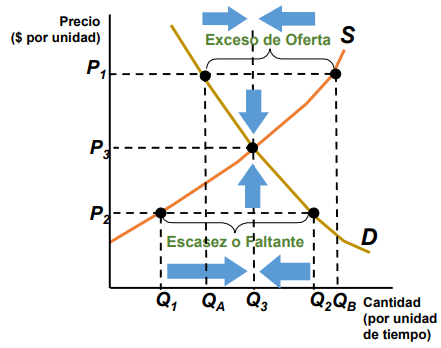 Precio
($ por unidad)
S
Exceso de Oferta
P1
P3
P2
Escasez o Faltante
D
Q1 QA Q3 Q2 QB
Cantidad
(por unidad
de tiempo)